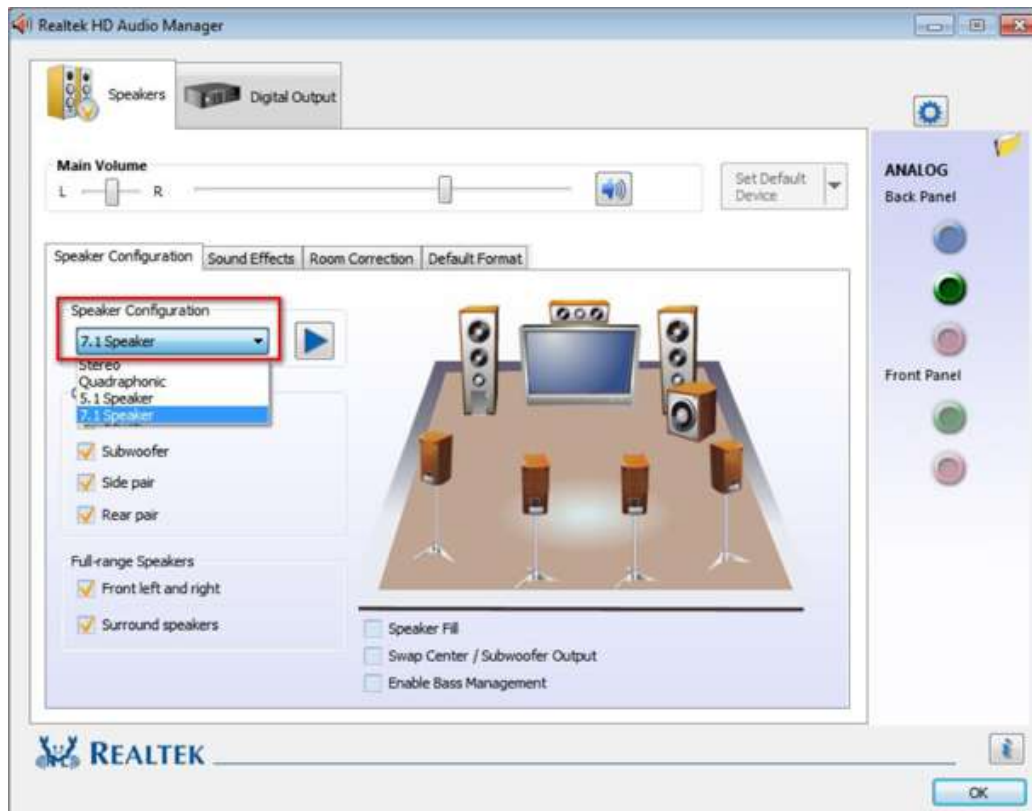 Realtek HD Audio Manager
Speakers
Digital Output
Main Volume
L
R
Set Default
Device
ANALOG
Back Panel
Speaker Configuration
Sound Effects
Room Correction
Default Format
Speaker Configuration
7.1 Speaker
Stereo
Quadraphonic
5.1 Speaker
7.1 Speaker
Subwoofer
Side pair
Rear pair
Front Panel
Full-range Speakers
Front left and right
Surround speakers
Speaker Fill
Swap Center / Subwoofer Output
Enable Bass Management
REALTEK
OK